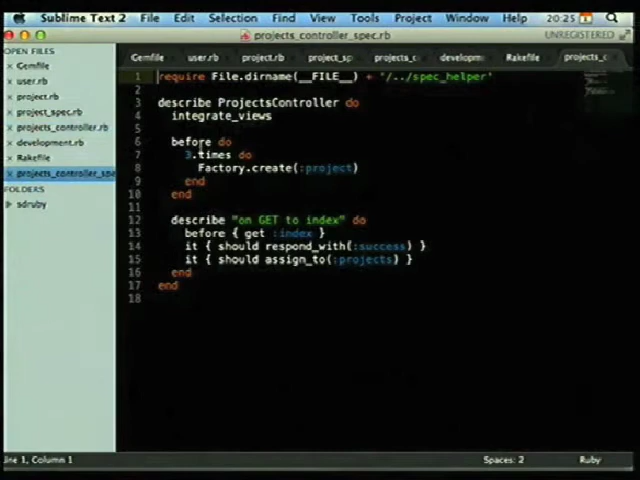 Sublime Text 2 File Edit Selection Find View Tools Project Window Help 20:25
projects_controller_spec.rb UNREGISTERED
OPEN FILES
Gemfile
user.rb
project.rb
project_spec.rb
projects_controller.rb
development.rb
Rakefile
projects_controller_spe
FOLDERS
sdruby
Gemfile user.rb project.rb project_sp projects_c developm Rakefile projects_c
1 require File.dirname(__FILE__) + '/../spec_helper'
2
3 describe ProjectsController do
4 integrate_views
5
6 before do
7 3.times do
8 Factory.create(:project)
9 end
10 end
11
12 describe "on GET to index" do
13 before { get :index }
14 it { should respond_with(:success) }
15 it { should assign_to(:projects) }
16 end
17 end
18
ine 1, Column 1 Spaces: 2 Ruby